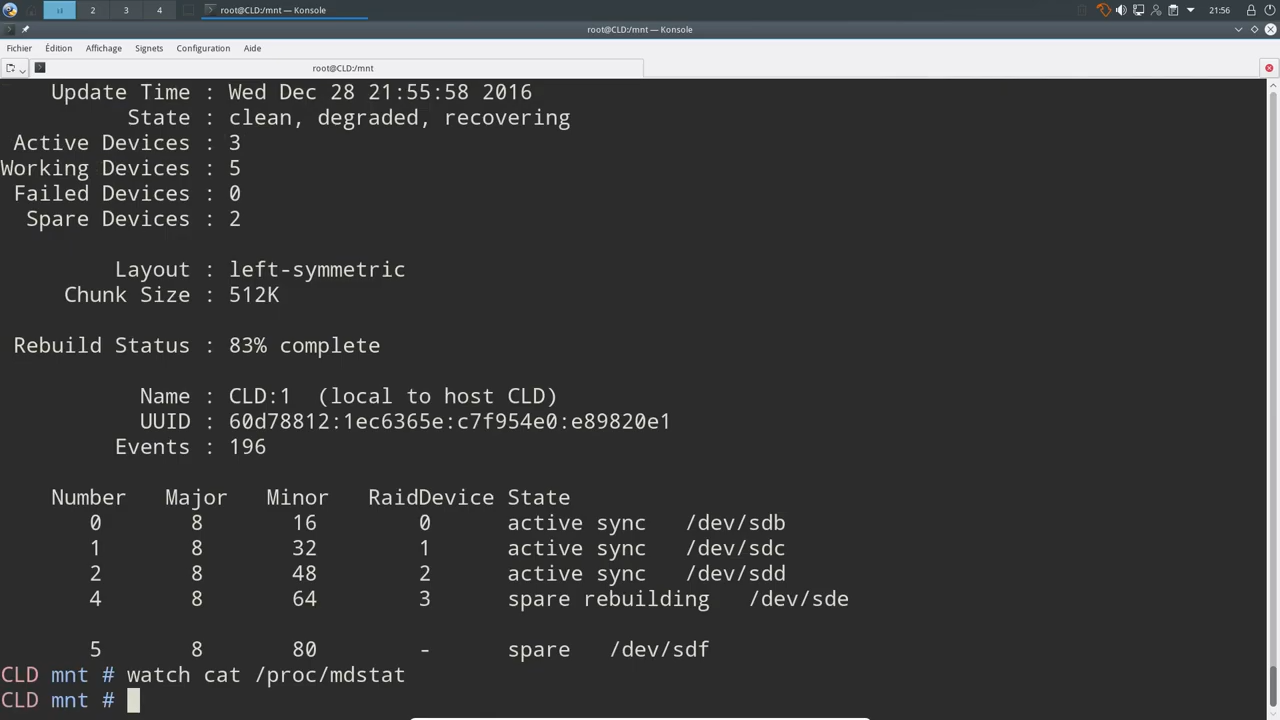 2 3 4 root@CLD:/mnt — Konsole 21:56
root@CLD:/mnt — Konsole
Fichier Édition Affichage Signets Configuration Aide
root@CLD:/mnt
Update Time : Wed Dec 28 21:55:58 2016
State : clean, degraded, recovering
Active Devices : 3
Working Devices : 5
Failed Devices : 0
Spare Devices : 2
Layout : left-symmetric
Chunk Size : 512K
Rebuild Status : 83% complete
Name : CLD:1 (local to host CLD)
UUID : 60d78812:1ec6365e:c7f954e0:e89820e1
Events : 196
Number Major Minor RaidDevice State
0 8 16 0 active sync /dev/sdb
1 8 32 1 active sync /dev/sdc
2 8 48 2 active sync /dev/sdd
4 8 64 3 spare rebuilding /dev/sde
5 8 80 - spare /dev/sdf
CLD mnt # watch cat /proc/mdstat
CLD mnt #